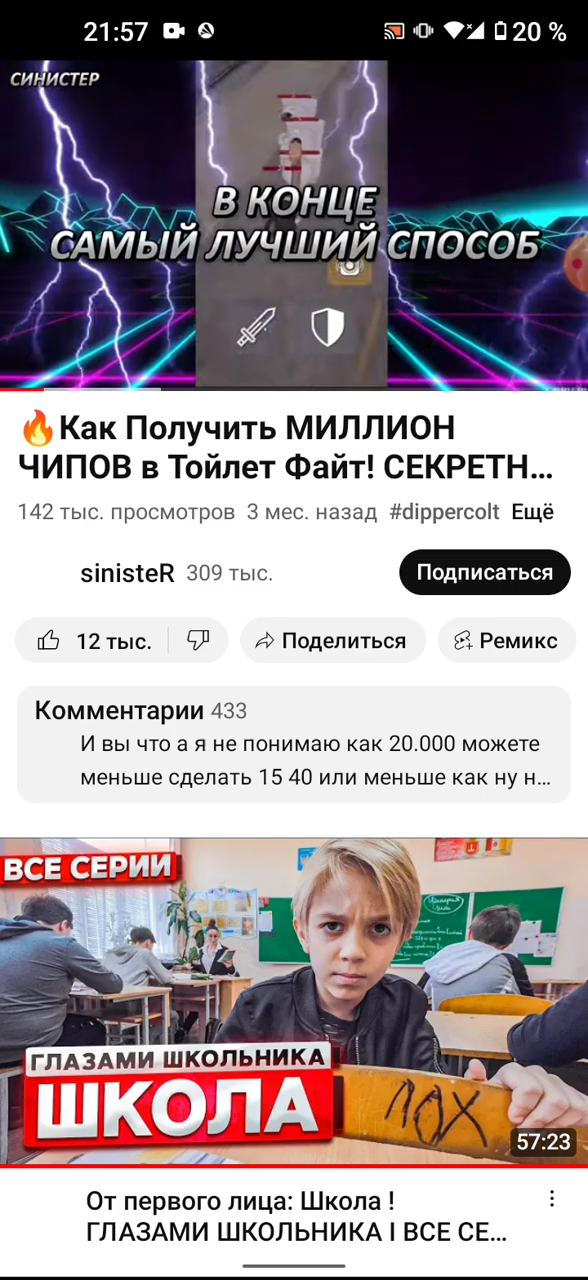 21:57
20 %
СИНИСТЕР
В КОНЦЕ
САМЫЙ ЛУЧШИЙ СПОСОБ
🔥Как Получить МИЛЛИОН
ЧИПОВ в Тойлет Файт! СЕКРЕТН...
142 тыс. просмотров 3 мес. назад #dippercolt Ещё
sinisteR 309 тыс.
Подписаться
12 тыс.
Поделиться
Ремикс
Комментарии 433
И вы что а я не понимаю как 20.000 можете
меньше сделать 15 40 или меньше как ну н...
ВСЕ СЕРИИ
ГЛАЗАМИ ШКОЛЬНИКА
ШКОЛА
ЛОХ
57:23
От первого лица: Школа !
ГЛАЗАМИ ШКОЛЬНИКА I ВСЕ СЕ...